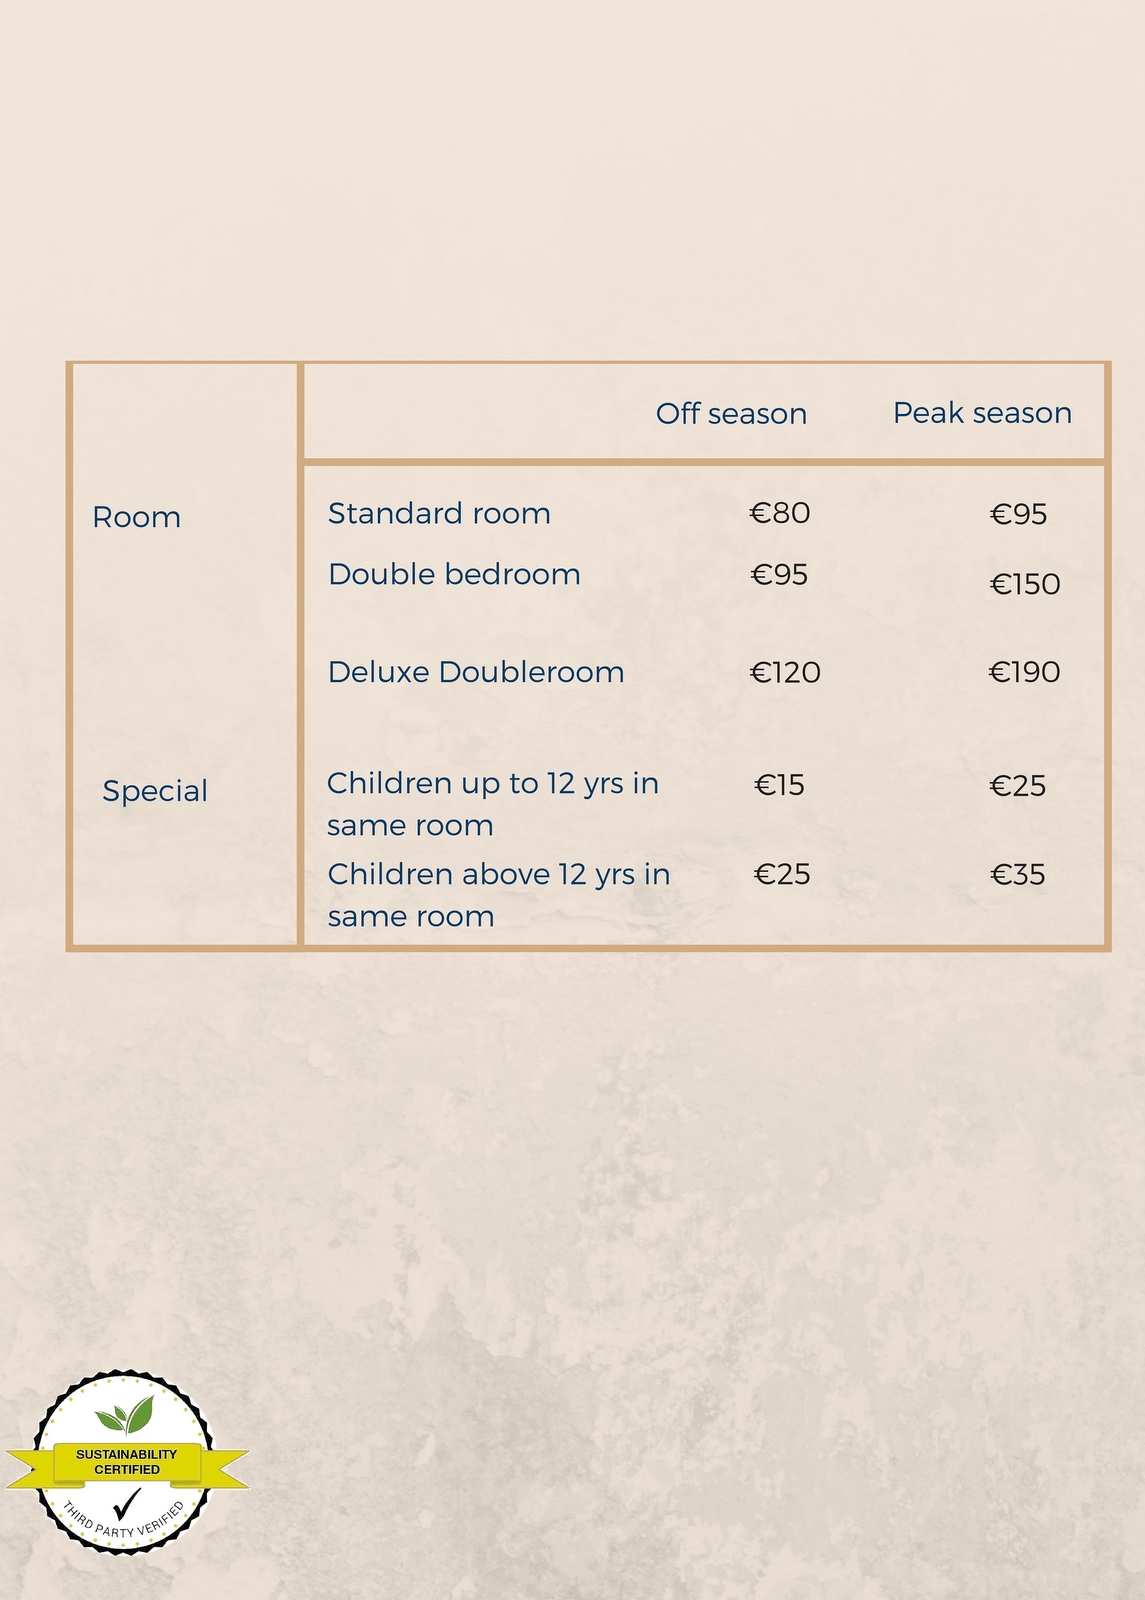 Off season Peak season
Room Standard room €80 €95
Double bedroom €95 €150
Deluxe Doubleroom €120 €190
Special Children up to 12 yrs in €15 €25
same room
Children above 12 yrs in €25 €35
same room
SUSTAINABILITY
CERTIFIED
THIRD PARTY VERIFIED